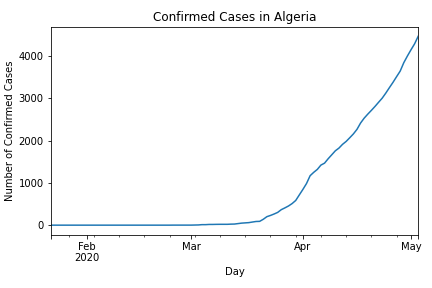 Confirmed Cases in Algeria
Number of Confirmed Cases
4000
3000
2000
1000
0
Feb
2020
Mar
Apr
May
Day